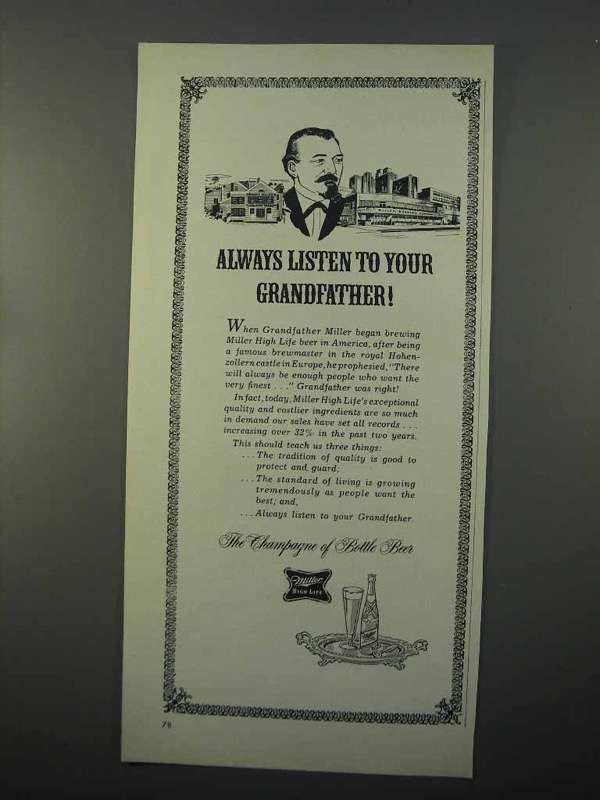 ALWAYS LISTEN TO YOUR
GRANDFATHER!
When Grandfather Miller began brewing
Miller High Life beer in America, after being
a famous brewmaster in the royal Hohen-
zollern castle in Europe, he prophesied, "There
will always be enough people who want the
very finest . . ." Grandfather was right!
In fact, today, Miller High Life's exceptional
quality and costlier ingredients are so much
in demand our sales have set all records . . .
increasing over 32% in the past two years.
This should teach us three things:
. . . The tradition of quality is good to
protect and guard;
. . . The standard of living is growing
tremendously as people want the
best; and,
. . . Always listen to your Grandfather.
The Champagne of Bottle Beer
Miller
HIGH LIFE
78